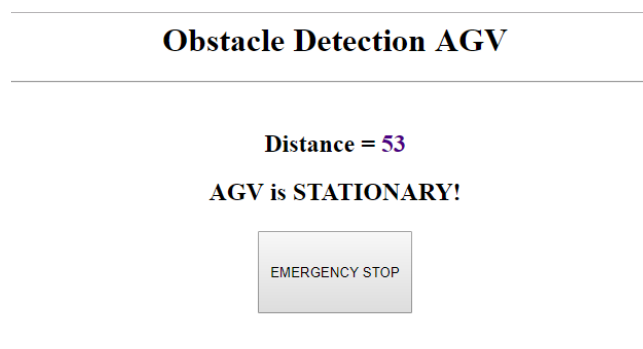 Obstacle Detection AGV
Distance = 53
AGV is STATIONARY!
EMERGENCY STOP